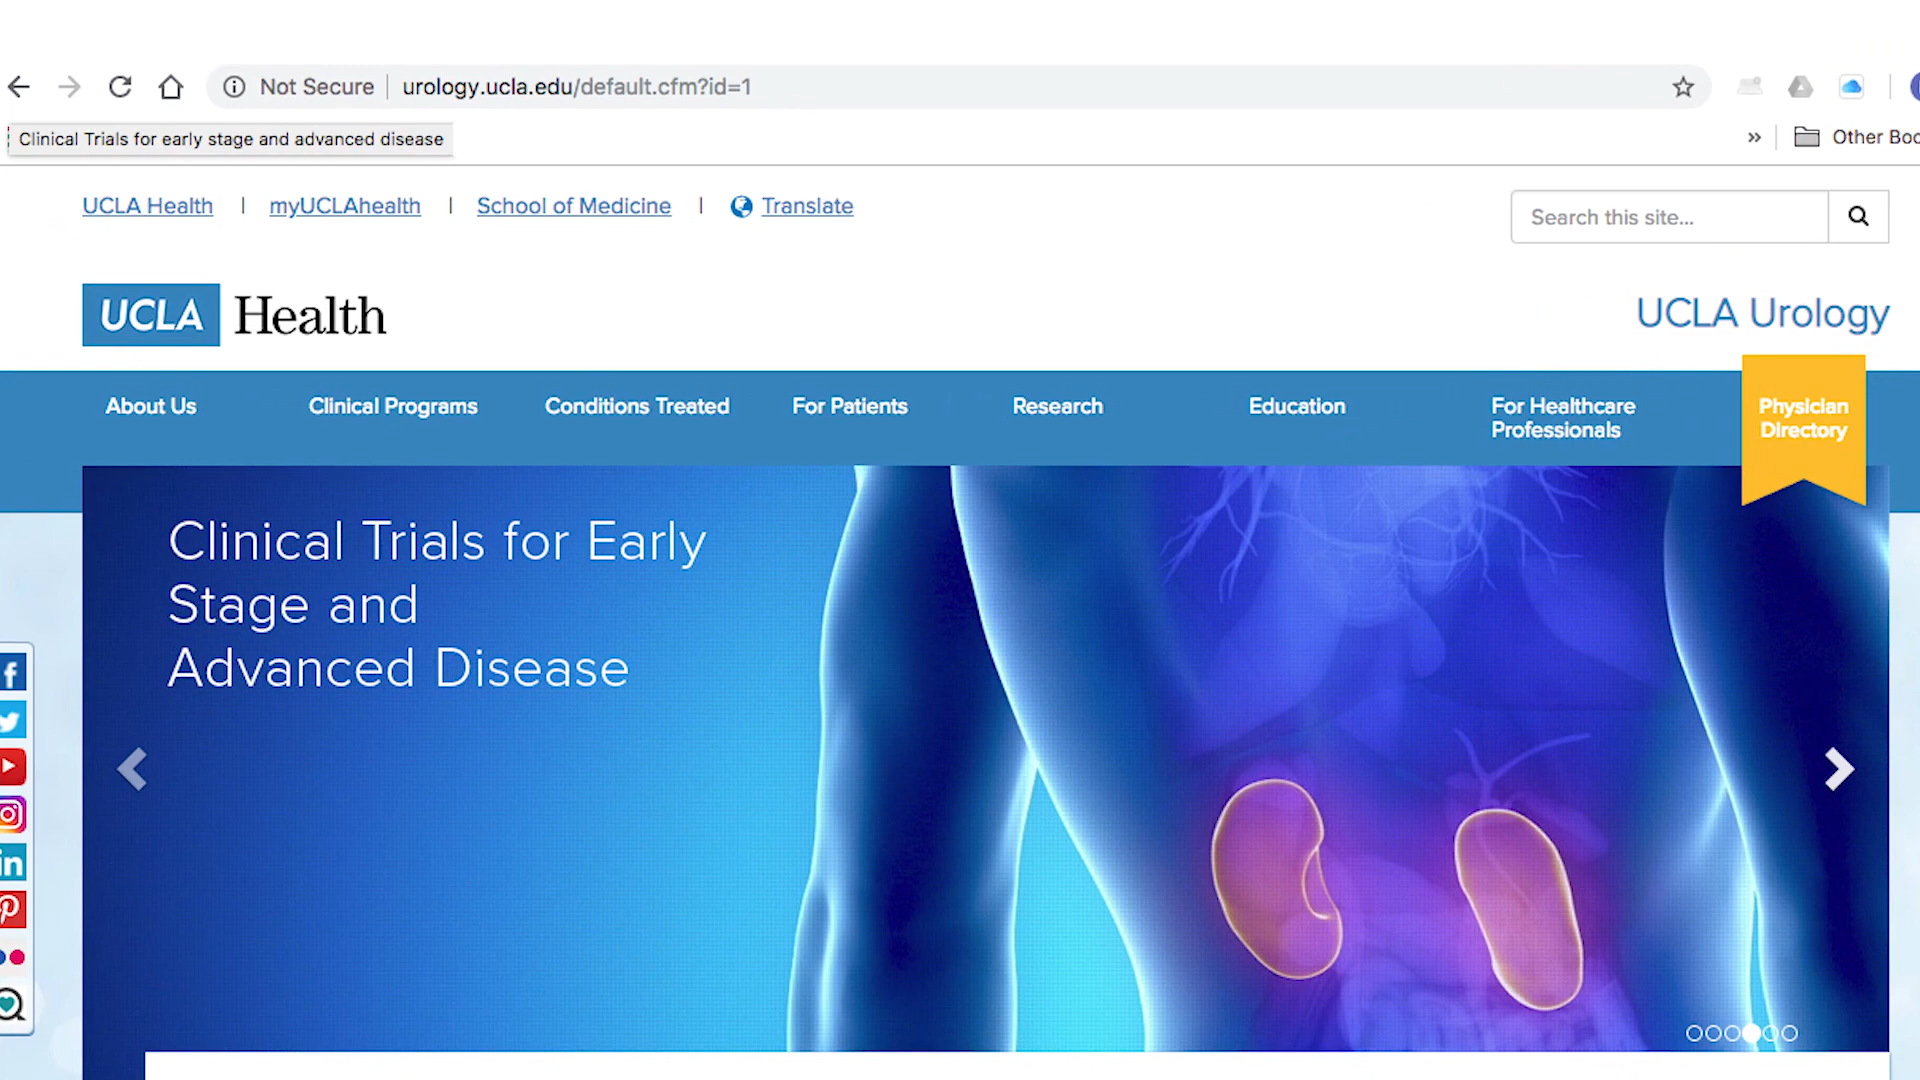 Not Secure urology.ucla.edu/default.cfm?id=1
Clinical Trials for early stage and advanced disease
» Other Boo
UCLA Health | myUCLAhealth | School of Medicine | Translate
Search this site...
UCLA Health
UCLA Urology
About Us
Clinical Programs
Conditions Treated
For Patients
Research
Education
For Healthcare
Professionals
Physician
Directory
Clinical Trials for Early
Stage and
Advanced Disease